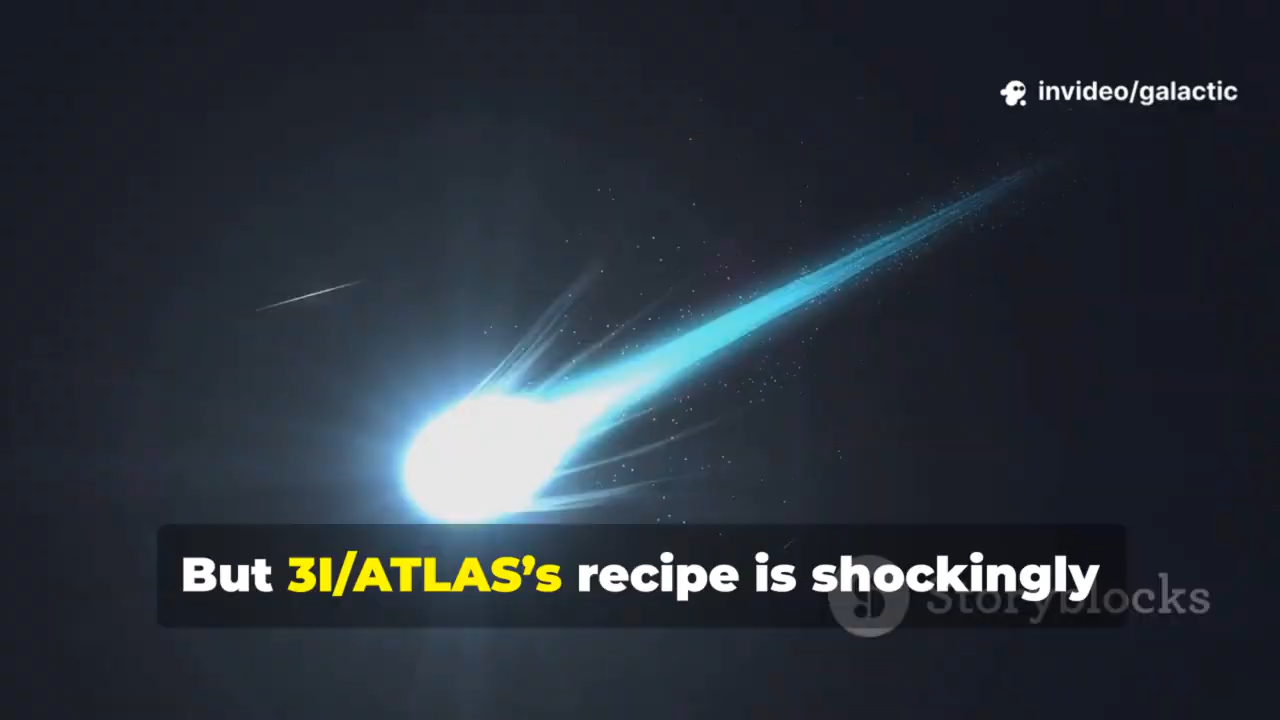 invideo/galactic
But 3I/ATLAS’s recipe is shockingly
Storyblocks